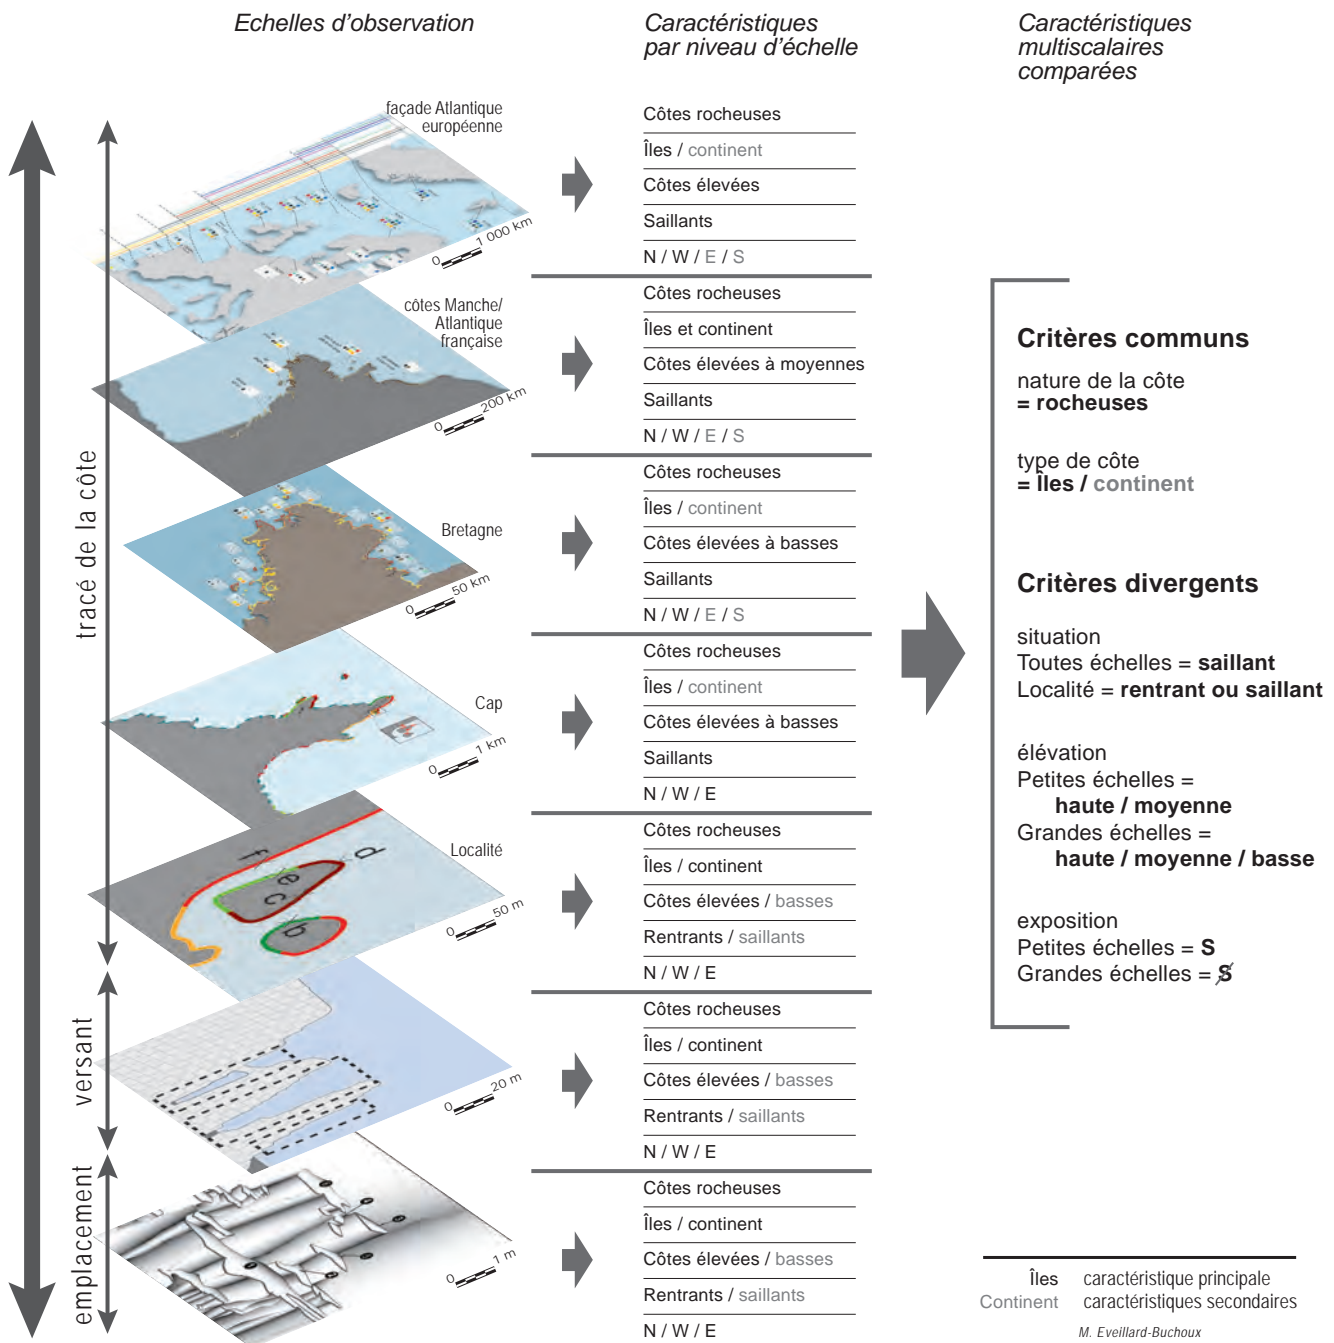 Echelles d'observation
Caractéristiques
par niveau d'échelle
Caractéristiques
multiscalaires
comparées
tracé de la côte
versant
emplacement
façade Atlantique
européenne
0 1 000 km
Côtes rocheuses
Îles / continent
Côtes élevées
Saillants
N / W / E / S
côtes Manche/
Atlantique
française
0 200 km
Côtes rocheuses
Îles et continent
Côtes élevées à moyennes
Saillants
N / W / E / S
Bretagne
0 50 km
Côtes rocheuses
Îles / continent
Côtes élevées à basses
Saillants
N / W / E / S
Cap
0 1 km
Côtes rocheuses
Îles / continent
Côtes élevées à basses
Saillants
N / W / E
Localité
f
e
d
c
b
0 50 m
Côtes rocheuses
Îles / continent
Côtes élevées / basses
Rentrants / saillants
N / W / E
0 20 m
Côtes rocheuses
Îles / continent
Côtes élevées / basses
Rentrants / saillants
N / W / E
0 1 m
Côtes rocheuses
Îles / continent
Côtes élevées / basses
Rentrants / saillants
N / W / E
Critères communs
nature de la côte
= rocheuses
type de côte
= Îles / continent
Critères divergents
situation
Toutes échelles = saillant
Localité = rentrant ou saillant
élévation
Petites échelles =
haute / moyenne
Grandes échelles =
haute / moyenne / basse
exposition
Petites échelles = S
Grandes échelles = S
Îles caractéristique principale
Continent caractéristiques secondaires
M. Eveillard-Buchoux